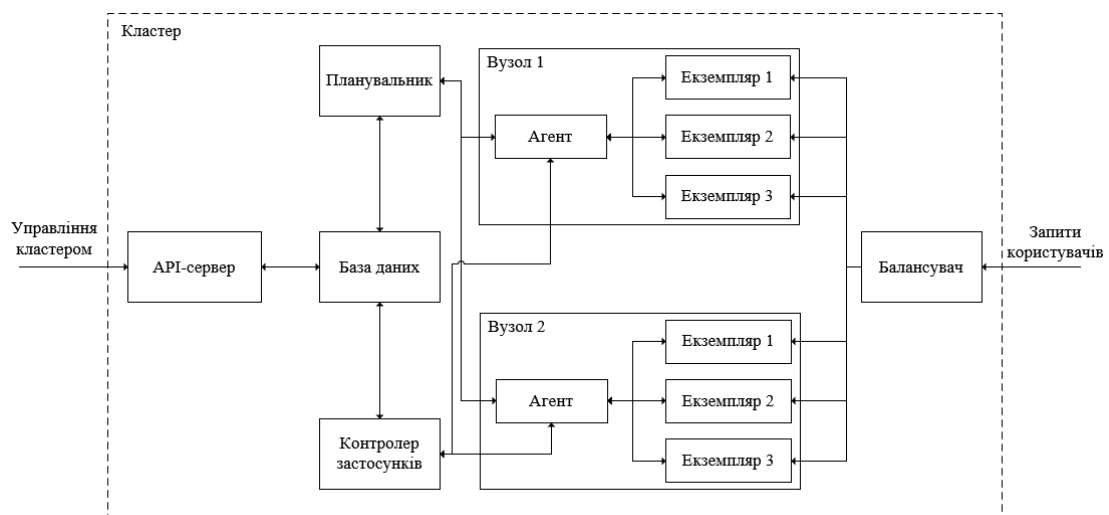 Кластер
Планувальник
Вузол 1
Агент
Екземпляр 1
Екземпляр 2
Екземпляр 3
Управління
кластером
API-сервер
База даних
Балансувач
Запити
користувачів
Вузол 2
Агент
Екземпляр 1
Екземпляр 2
Екземпляр 3
Контролер
застосунків